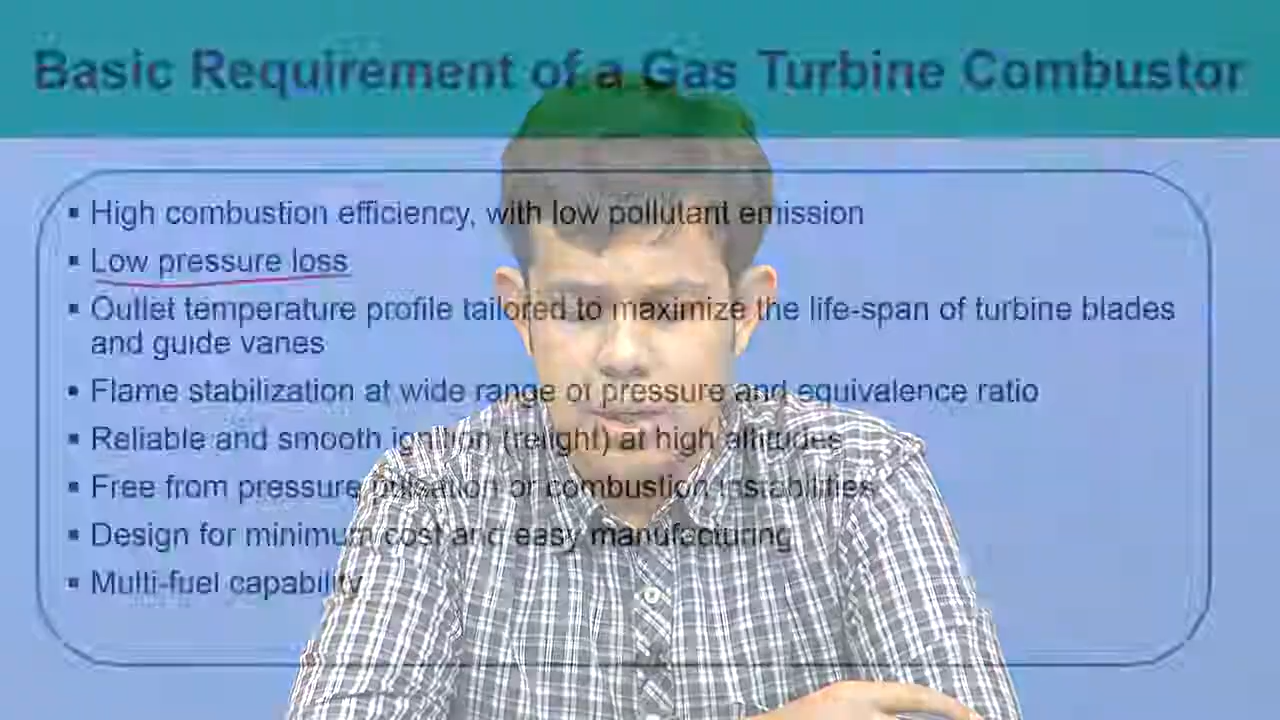 Basic Requirement of a Gas Turbine Combustor
▪ High combustion efficiency, with low pollutant emission
▪ Low pressure loss
▪ Outlet temperature profile tailored to maximize the life-span of turbine blades
and guide vanes
▪ Flame stabilization at wide range of pressure and equivalence ratio
▪ Reliable and smooth ignition (relight) at high altitudes
▪ Free from pressure pulsation or combustion instabilities
▪ Design for minimum cost and easy manufacturing
▪ Multi-fuel capability